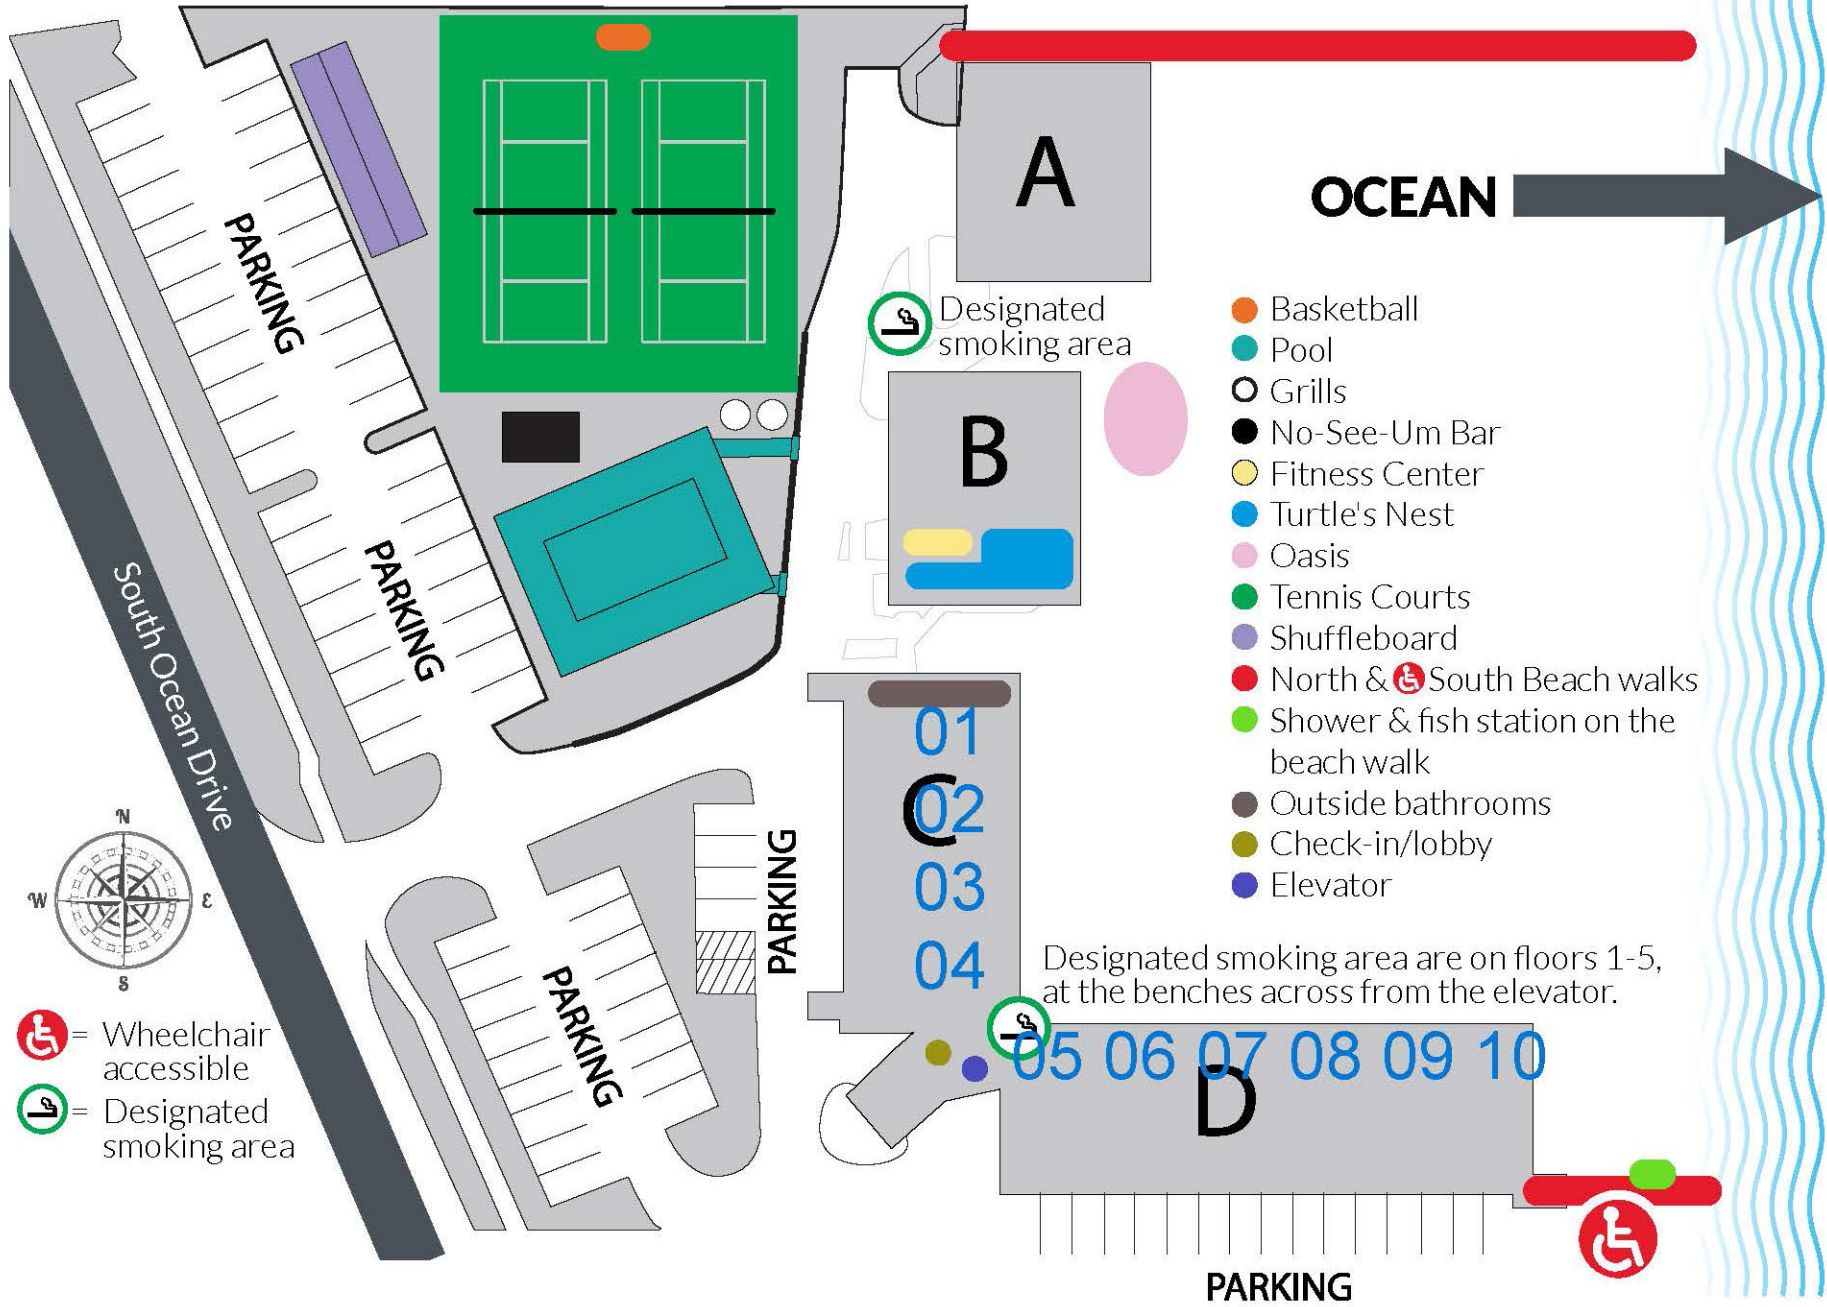 A
OCEAN
PARKING
Designated
smoking area
Basketball
Pool
Grills
No-See-Um Bar
Fitness Center
Turtle's Nest
Oasis
Tennis Courts
Shuffleboard
North & South Beach walks
Shower & fish station on the
beach walk
Outside bathrooms
Check-in/lobby
Elevator
B
PARKING
South Ocean Drive
01
C
02
03
04
PARKING
N
W
E
S
PARKING
Designated smoking area are on floors 1-5,
at the benches across from the elevator.
05 06 07 08 09 10
D
= Wheelchair
accessible
= Designated
smoking area
PARKING